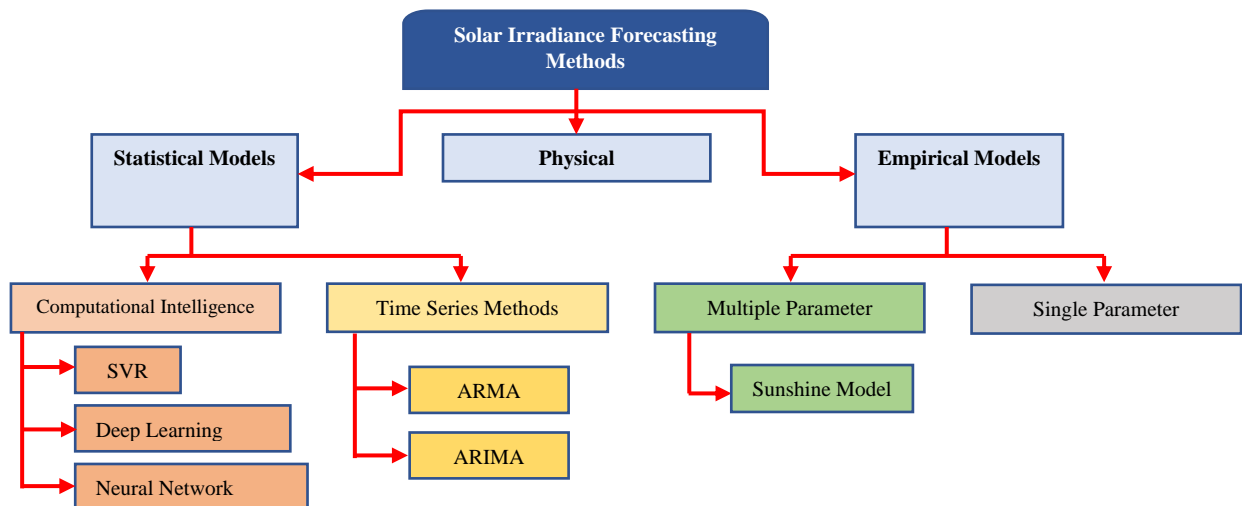 Solar Irradiance Forecasting
Methods
Statistical Models
Physical
Empirical Models
Computational Intelligence
Time Series Methods
Multiple Parameter
Single Parameter
SVR
ARMA
Sunshine Model
Deep Learning
ARIMA
Neural Network